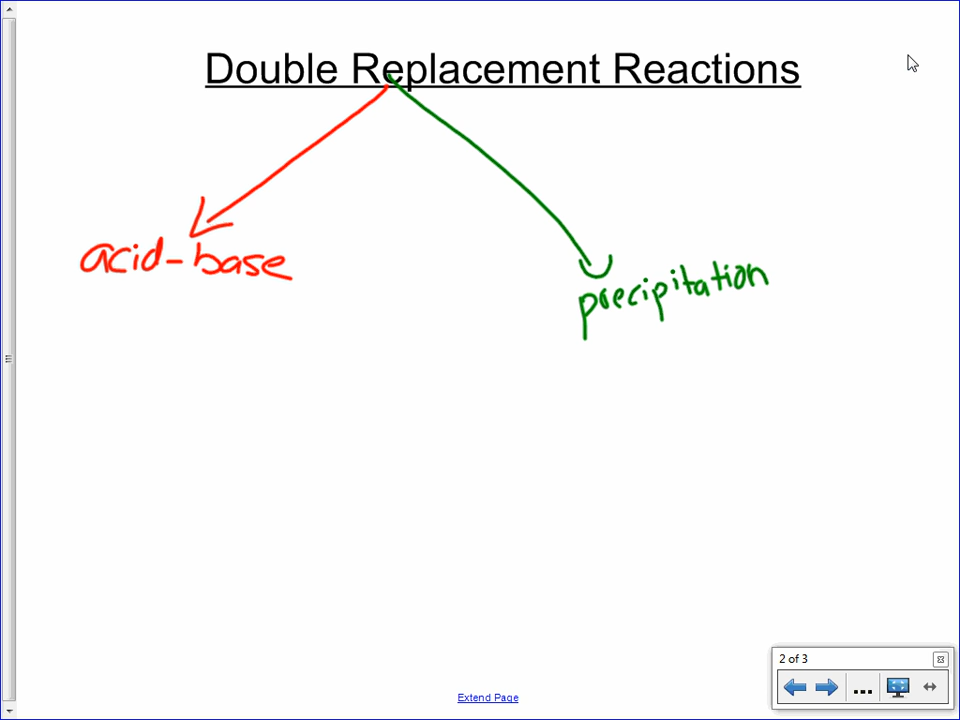 Double Replacement Reactions
acid-base
precipitation
2 of 3
...
Extend Page